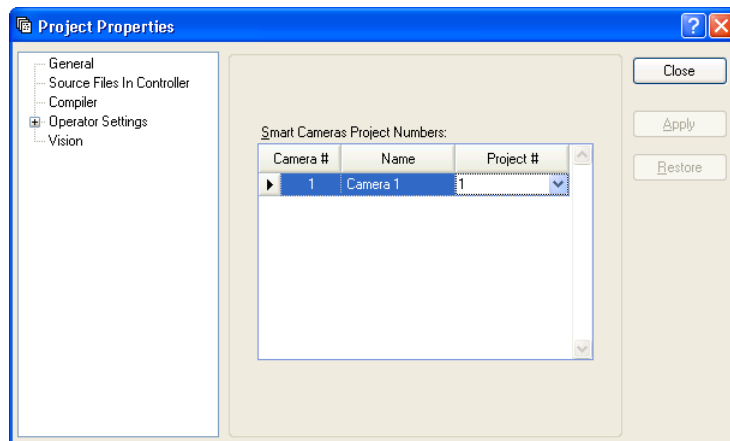 Project Properties
General
Source Files In Controller
Compiler
Operator Settings
Vision
Smart Cameras Project Numbers:
Camera # Name Project #
1 Camera 1 1
Close
Apply
Restore